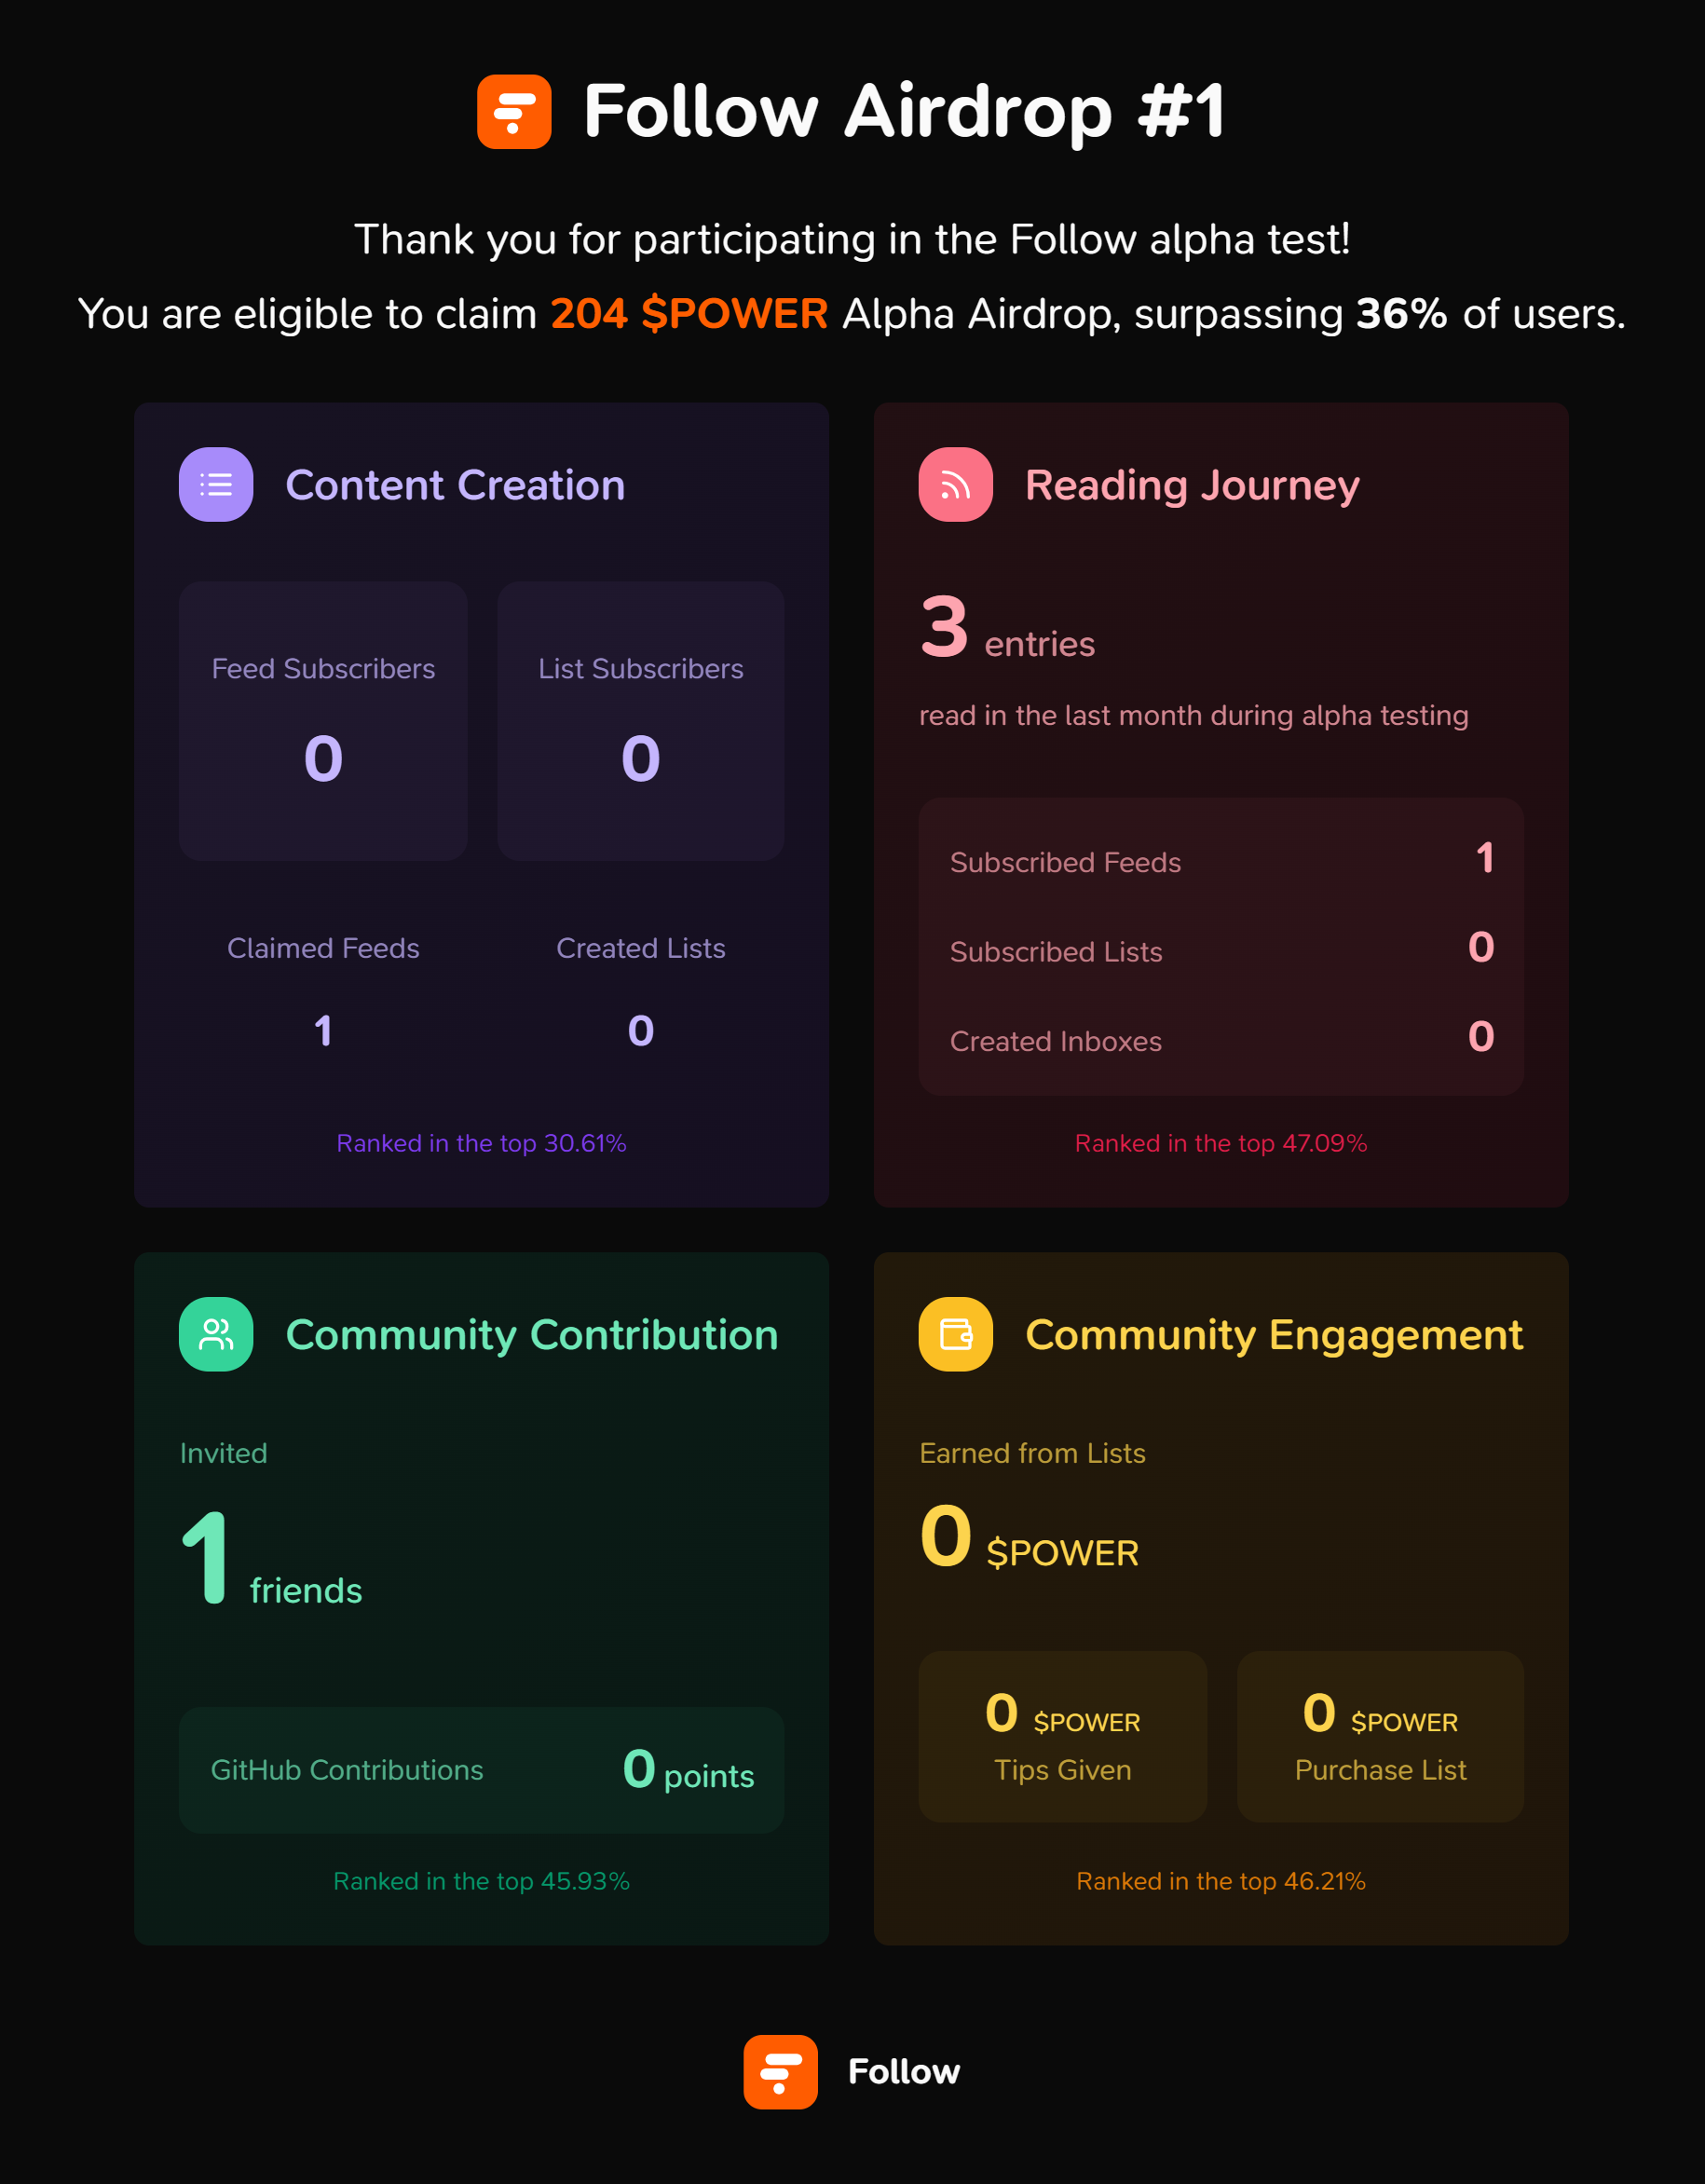 Follow Airdrop #1
Thank you for participating in the Follow alpha test!
You are eligible to claim 204 $POWER Alpha Airdrop, surpassing 36% of users.
Content Creation
Feed Subscribers
0
List Subscribers
0
Claimed Feeds
1
Created Lists
0
Ranked in the top 30.61%
Reading Journey
3 entries
read in the last month during alpha testing
Subscribed Feeds 1
Subscribed Lists 0
Created Inboxes 0
Ranked in the top 47.09%
Community Contribution
Invited
1 friends
GitHub Contributions 0 points
Ranked in the top 45.93%
Community Engagement
Earned from Lists
0 $POWER
0 $POWER
Tips Given
0 $POWER
Purchase List
Ranked in the top 46.21%
Follow